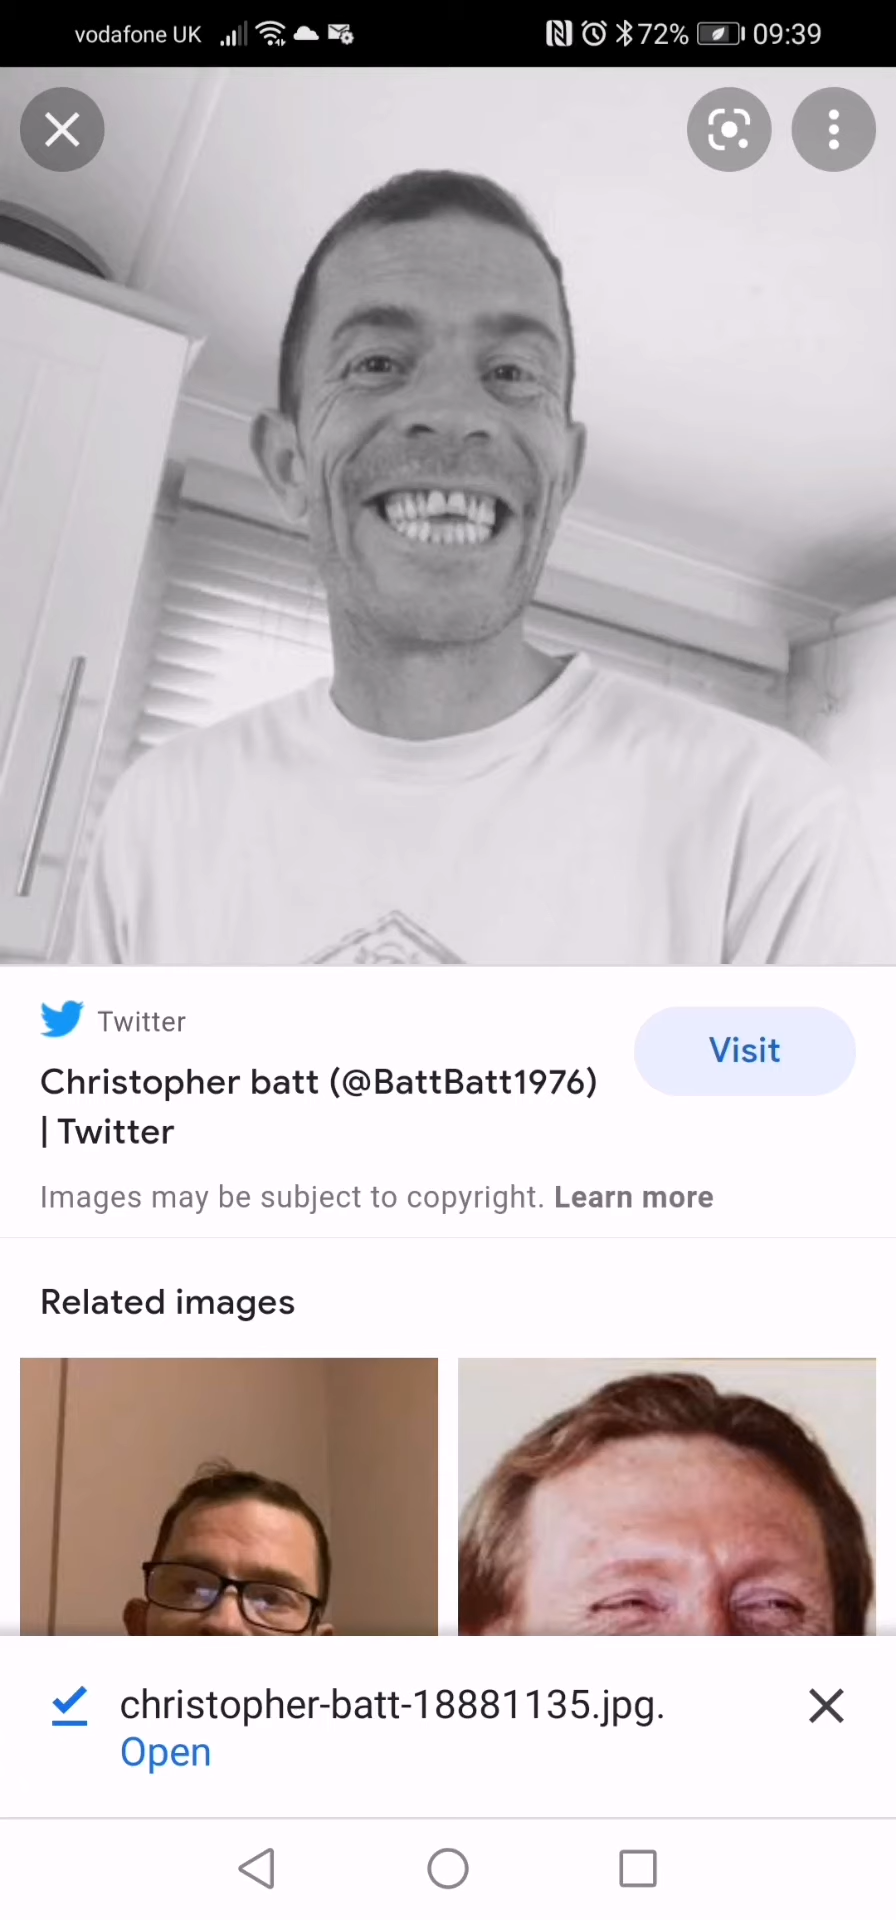 vodafone UK 72% 09:39
Twitter
Visit
Christopher batt (@BattBatt1976)
| Twitter
Images may be subject to copyright. Learn more
Related images
christopher-batt-18881135.jpg.
Open